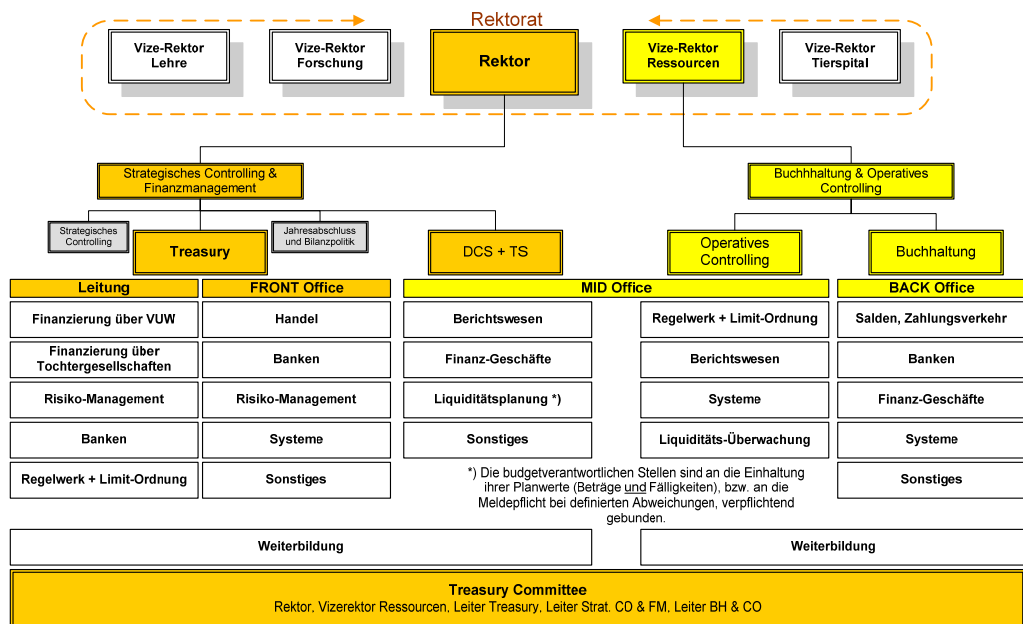 Rektorat
Vize-Rektor
Lehre
Vize-Rektor
Forschung
Rektor
Vize-Rektor
Ressourcen
Vize-Rektor
Tierspital
Strategisches Controlling &
Finanzmanagement
Buchhhaltung & Operatives
Controlling
Strategisches
Controlling
Treasury
Jahresabschluss
und Bilanzpolitik
DCS + TS
Operatives
Controlling
Buchhaltung
Leitung
FRONT Office
MID Office
BACK Office
Finanzierung über VUW
Handel
Berichtswesen
Regelwerk + Limit-Ordnung
Salden, Zahlungsverkehr
Finanzierung über
Tochtergesellschaften
Banken
Finanz-Geschäfte
Berichtswesen
Banken
Risiko-Management
Risiko-Management
Liquiditätsplanung *)
Systeme
Finanz-Geschäfte
Banken
Systeme
Sonstiges
Liquiditäts-Überwachung
Systeme
Regelwerk + Limit-Ordnung
Sonstiges
*) Die budgetverantwortlichen Stellen sind an die Einhaltung
ihrer Planwerte (Beträge und Fälligkeiten), bzw. an die
Meldepflicht bei definierten Abweichungen, verpflichtend
gebunden.
Sonstiges
Weiterbildung
Weiterbildung
Treasury Committee
Rektor, Vizerektor Ressourcen, Leiter Treasury, Leiter Strat. CO & FM, Leiter BH & CO